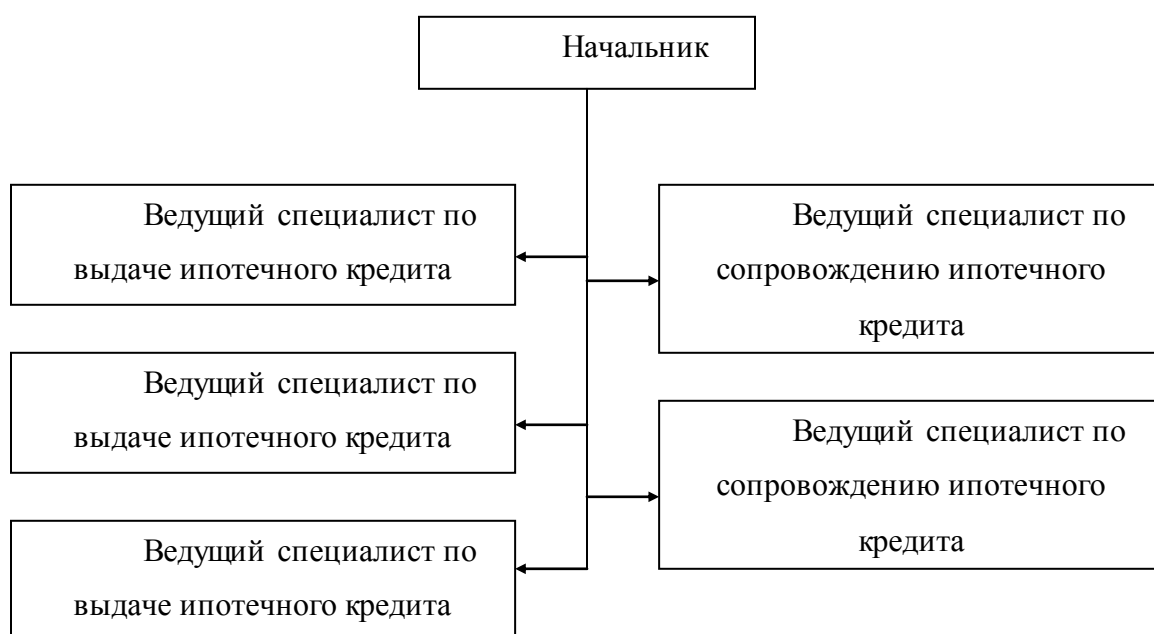 Начальник
Ведущий специалист по
выдаче ипотечного кредита
Ведущий специалист по
сопровождению ипотечного
кредита
Ведущий специалист по
выдаче ипотечного кредита
Ведущий специалист по
сопровождению ипотечного
кредита
Ведущий специалист по
выдаче ипотечного кредита